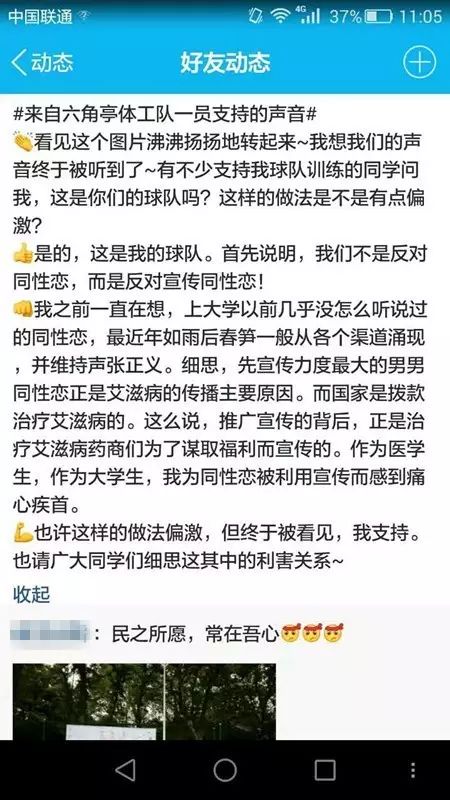 中国联通 4G 37% 11:05
动态 好友动态
#来自六角亭体工队一员支持的声音#
👏看见这个图片沸沸扬扬地转起来~我想我们的声
音终于被听到了~有不少支持我球队训练的同学问
我，这是你们的球队吗？这样的做法是不是有点偏
激？
👍是的，这是我的球队。首先说明，我们不是反对
同性恋，而是反对宣传同性恋！
👊我之前一直在想，上大学以前几乎没怎么听说过
的同性恋，最近年如雨后春笋一般从各个渠道涌现
，并维持声张正义。细思，先宣传力度最大的男男
同性恋正是艾滋病的传播主要原因。而国家是拨款
治疗艾滋病的。这么说，推广宣传的背后，正是治
疗艾滋病药商们为了谋取福利而宣传的。作为医学
生，作为大学生，我为同性恋被利用宣传而感到痛
心疾首。
💪也许这样的做法偏激，但终于被看见，我支持。
也请广大同学们细思这其中的利害关系~
收起
：民之所愿，常在吾心